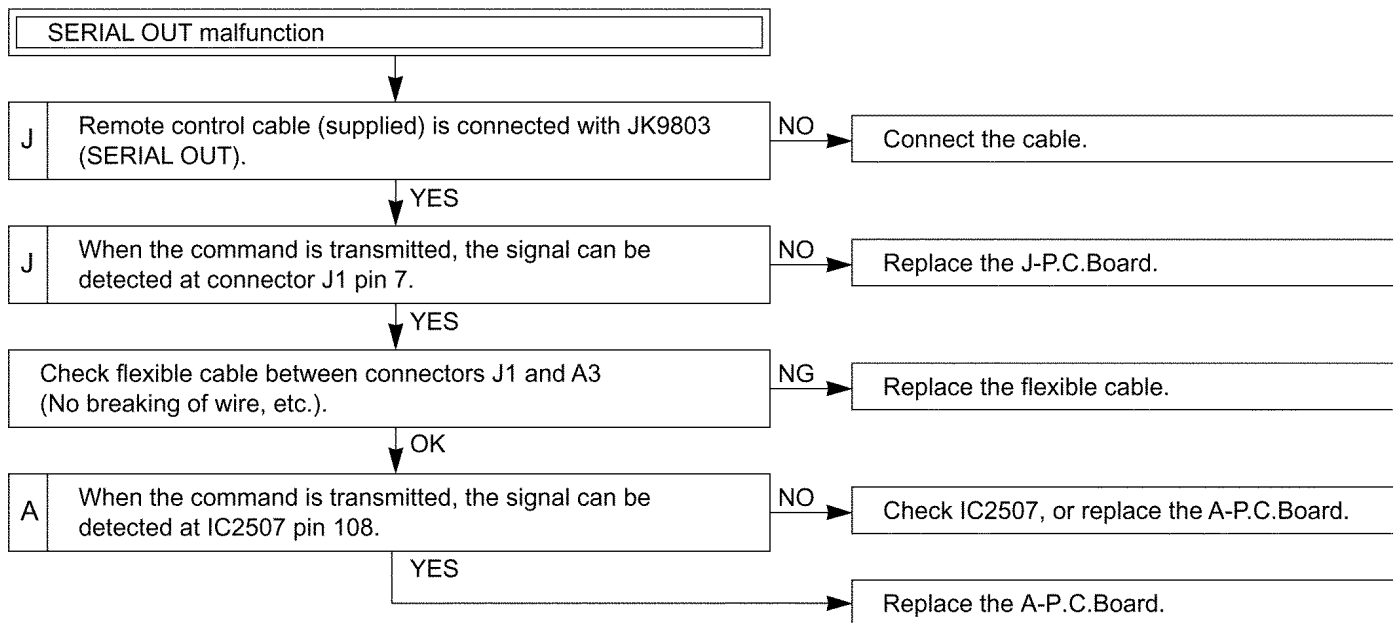 SERIAL OUT malfunction
J
Remote control cable (supplied) is connected with JK9803
(SERIAL OUT).
NO
Connect the cable.
YES
J
When the command is transmitted, the signal can be
detected at connector J1 pin 7.
NO
Replace the J-P.C.Board.
YES
Check flexible cable between connectors J1 and A3
(No breaking of wire, etc.).
NG
Replace the flexible cable.
OK
A
When the command is transmitted, the signal can be
detected at IC2507 pin 108.
NO
Check IC2507, or replace the A-P.C.Board.
YES
Replace the A-P.C.Board.